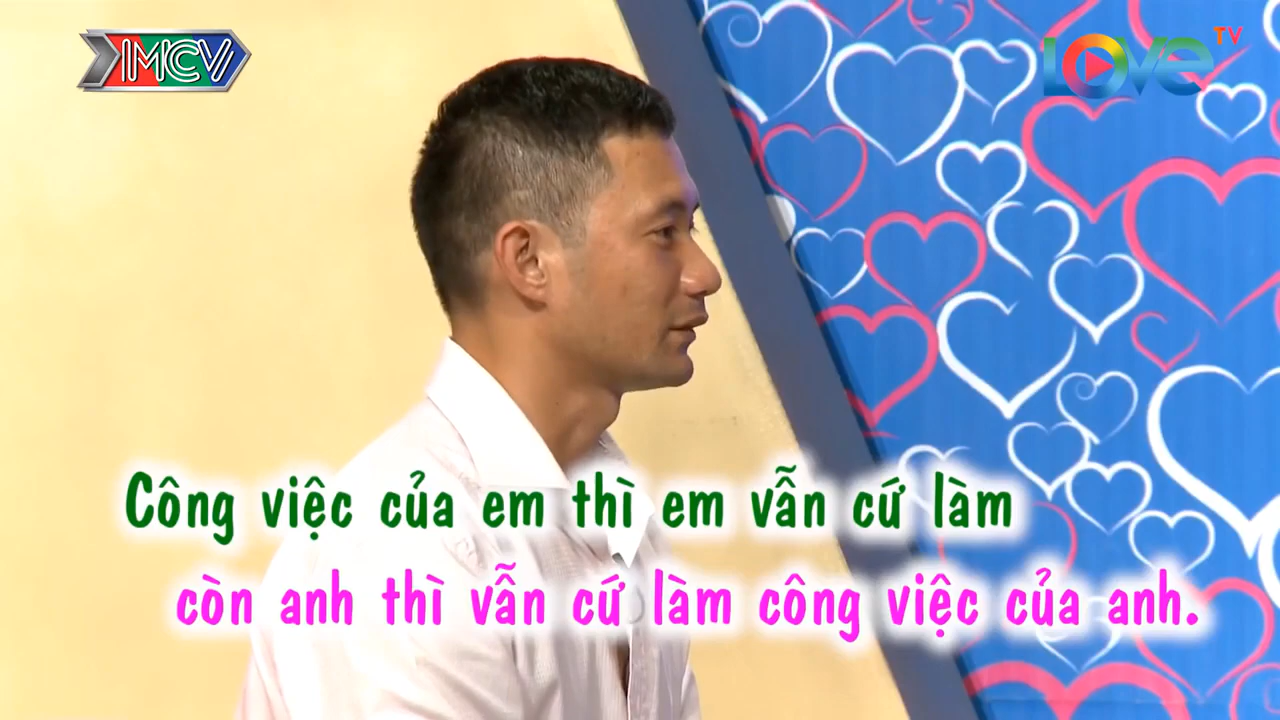 MCV
LOVE TV
Công việc của em thì em vẫn cứ làm
còn anh thì vẫn cứ làm công việc của anh.